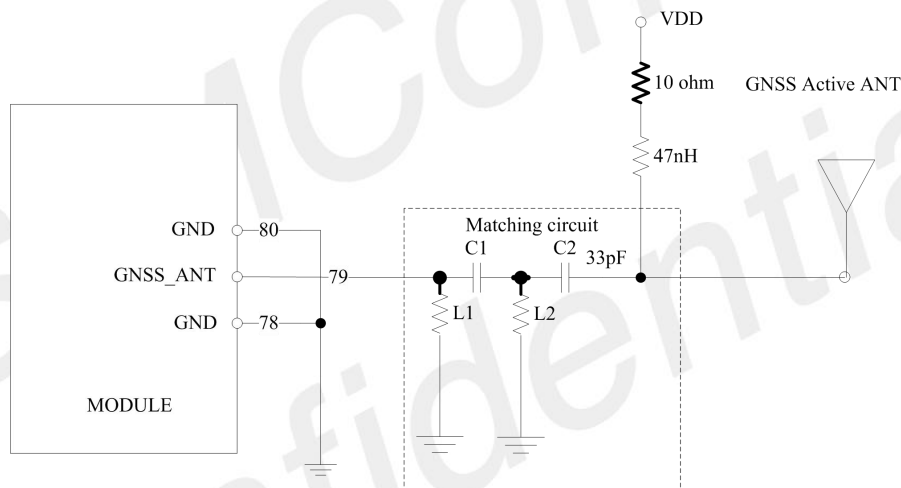 VDD
10 ohm
GNSS Active ANT
47nH
Matching circuit
C1
C2
33pF
GND
80
GNSS_ANT
79
L1
L2
GND
78
MODULE